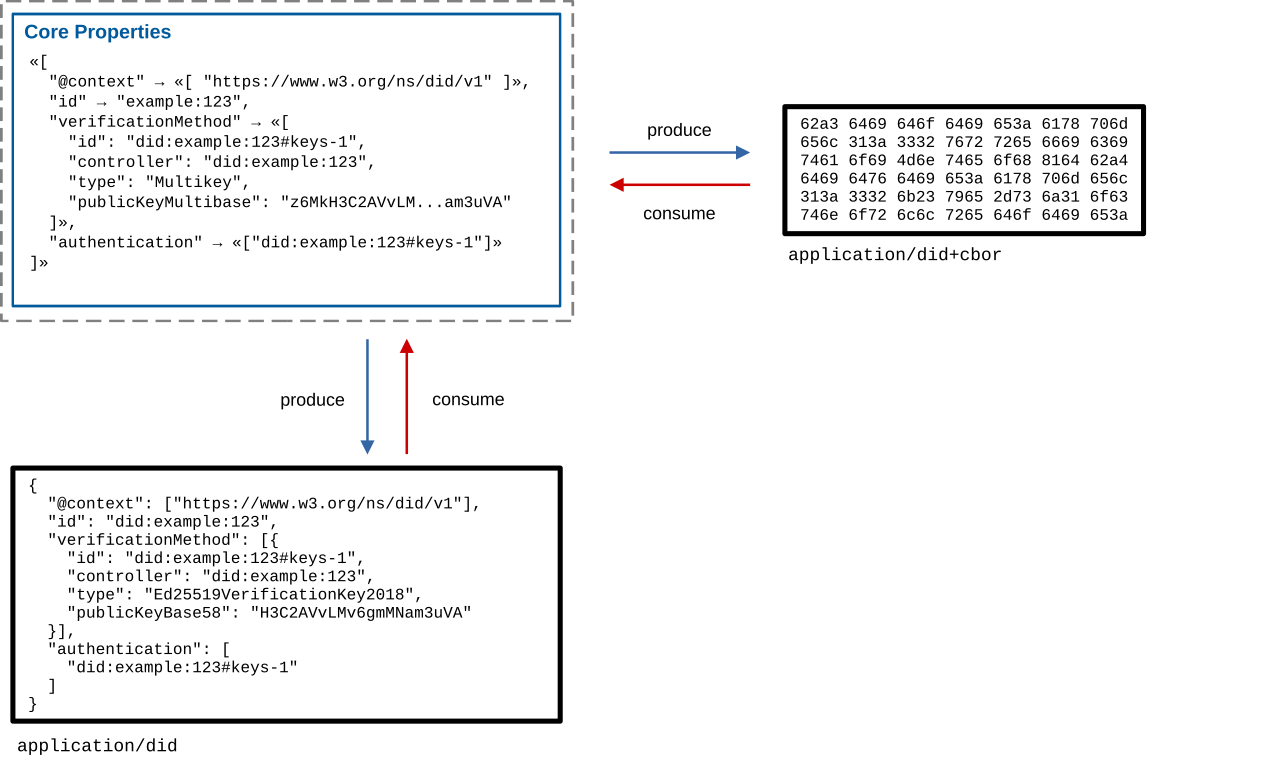 Core Properties
«[
  "@context" → «[ "https://www.w3.org/ns/did/v1" ]»,
  "id" → "example:123",
  "verificationMethod" → «[
    "id": "did:example:123#keys-1",
    "controller": "did:example:123",
    "type": "Multikey",
    "publicKeyMultibase": "z6MkH3C2AVvLM...am3uVA"
  ]»,
  "authentication" → «["did:example:123#keys-1"]»
]»
produce
consume
62a3 6469 646f 6469 653a 6178 706d
656c 313a 3332 7672 7265 6669 6369
7461 6f69 4d6e 7465 6f68 8164 62a4
6469 6476 6469 653a 6178 706d 656c
313a 3332 6b23 7965 2d73 6a31 6f63
746e 6f72 6c6c 7265 646f 6469 653a
application/did+cbor
produce
consume
{
  "@context": ["https://www.w3.org/ns/did/v1"],
  "id": "did:example:123",
  "verificationMethod": [{
    "id": "did:example:123#keys-1",
    "controller": "did:example:123",
    "type": "Ed25519VerificationKey2018",
    "publicKeyBase58": "H3C2AVvLMv6gmMNam3uVA"
  }],
  "authentication": [
    "did:example:123#keys-1"
  ]
}
application/did